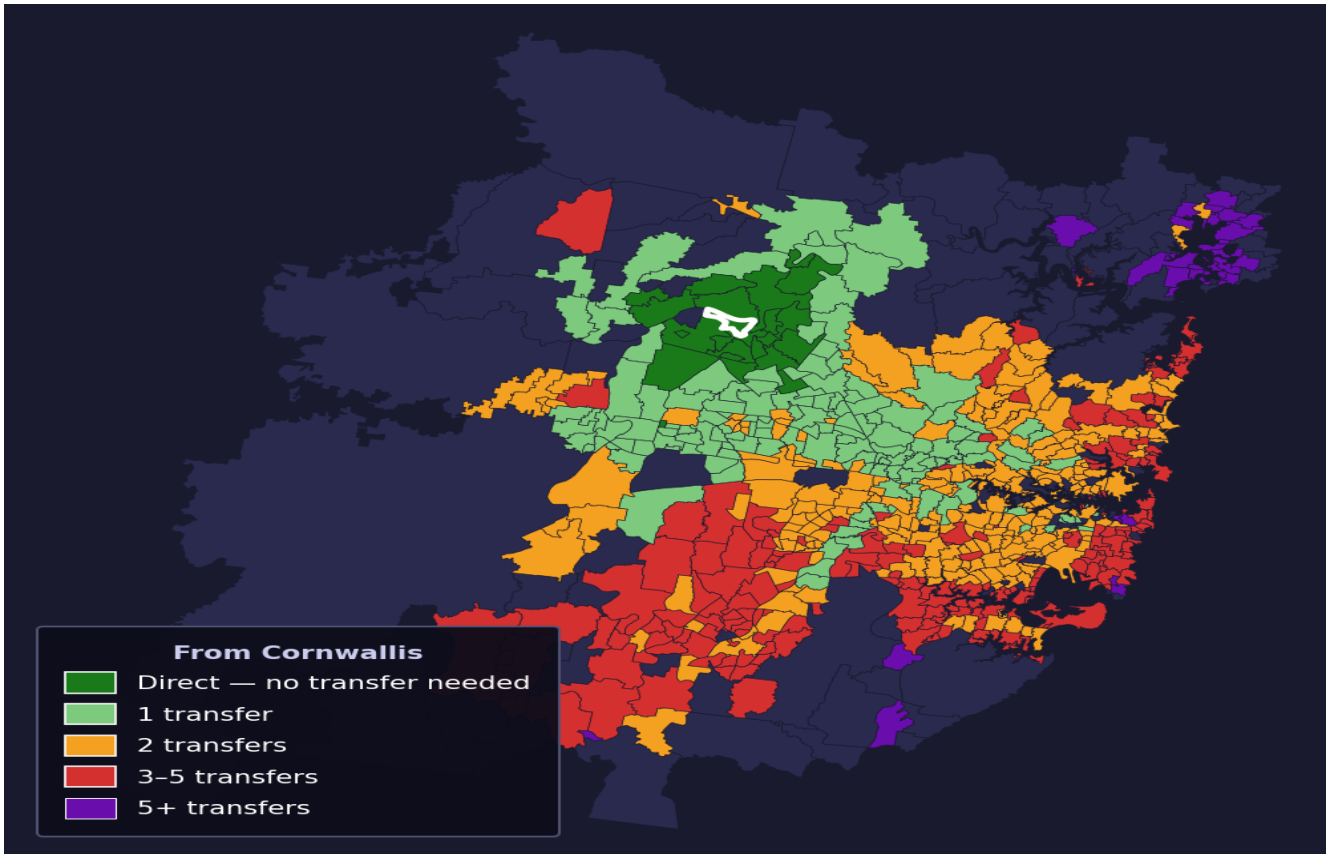 From Cornwallis
Direct — no transfer needed
1 transfer
2 transfers
3–5 transfers
5+ transfers